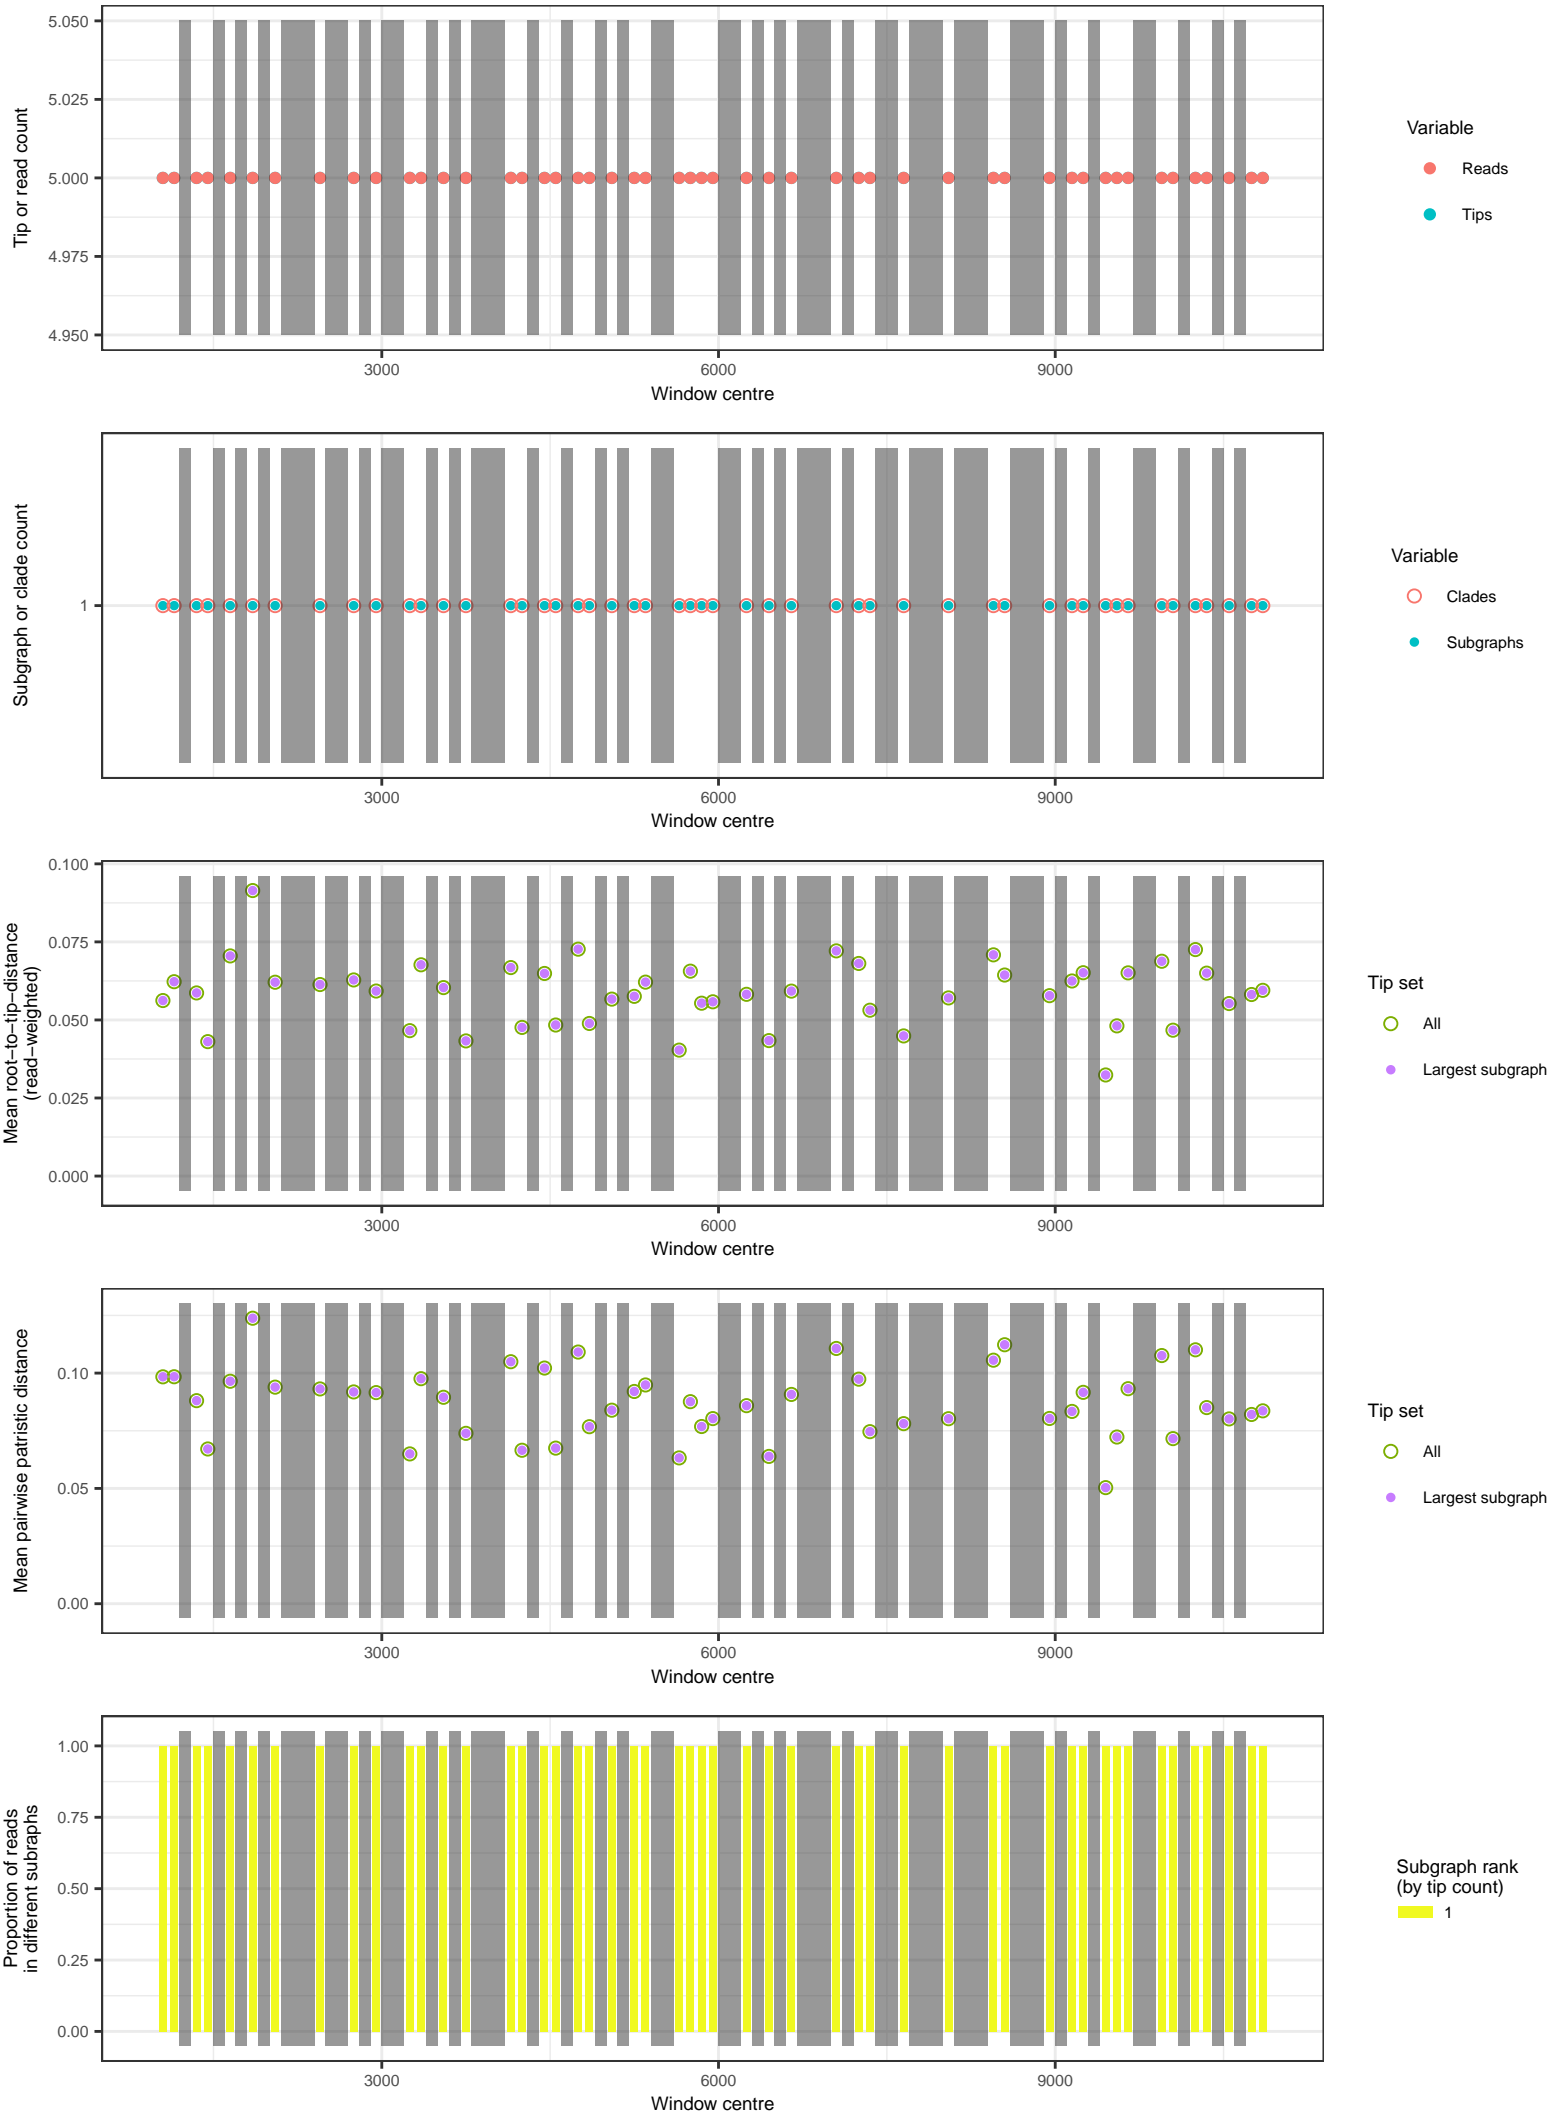 5.050
5.025
5.000
4.975
4.950
Tip or read count
3000
6000
9000
Window centre
Variable
Reads
Tips
1
Subgraph or clade count
3000
6000
9000
Window centre
Variable
Clades
Subgraphs
0.100
0.075
0.050
0.025
0.000
Mean root−to−tip−distance
(read−weighted)
3000
6000
9000
Window centre
Tip set
All
Largest subgraph
0.10
0.05
0.00
Mean pairwise patristic distance
3000
6000
9000
Window centre
Tip set
All
Largest subgraph
1.00
0.75
0.50
0.25
0.00
Proportion of reads
in different subraphs
3000
6000
9000
Window centre
Subgraph rank
(by tip count)
1